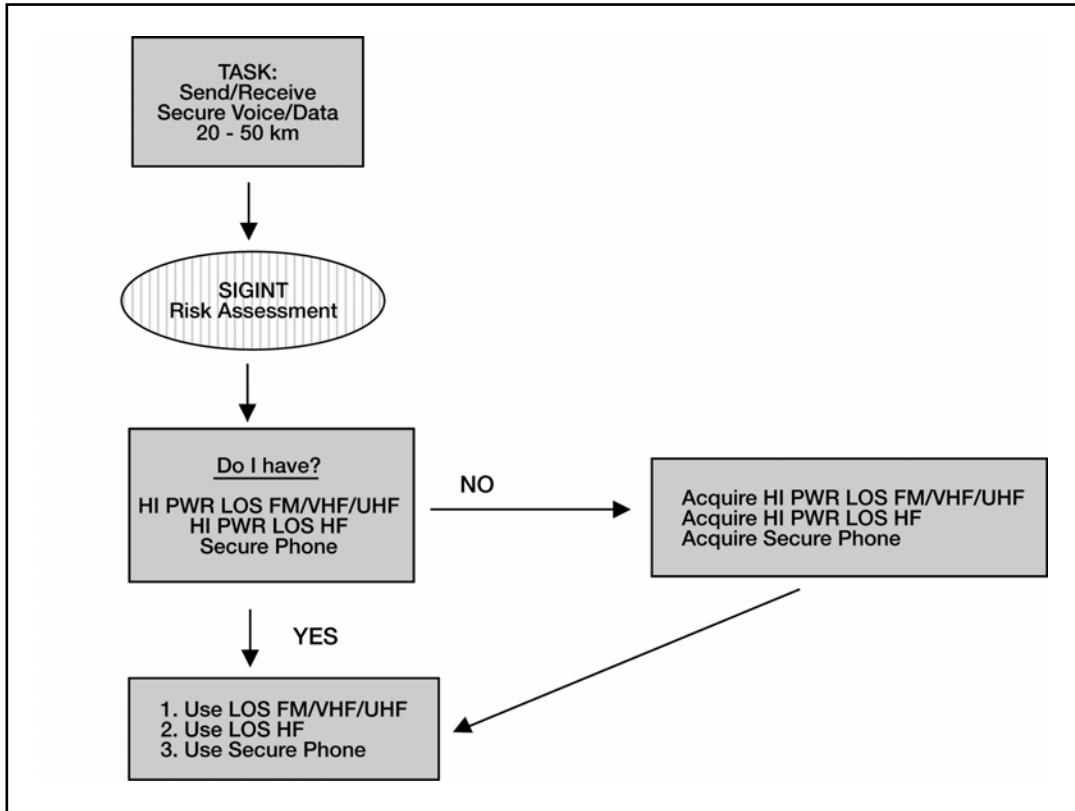 TASK:
Send/Receive
Secure Voice/Data
20 - 50 km
SIGINT
Risk Assessment
Do I have?
HI PWR LOS FM/VHF/UHF
HI PWR LOS HF
Secure Phone
NO
Acquire HI PWR LOS FM/VHF/UHF
Acquire HI PWR LOS HF
Acquire Secure Phone
YES
1. Use LOS FM/VHF/UHF
2. Use LOS HF
3. Use Secure Phone